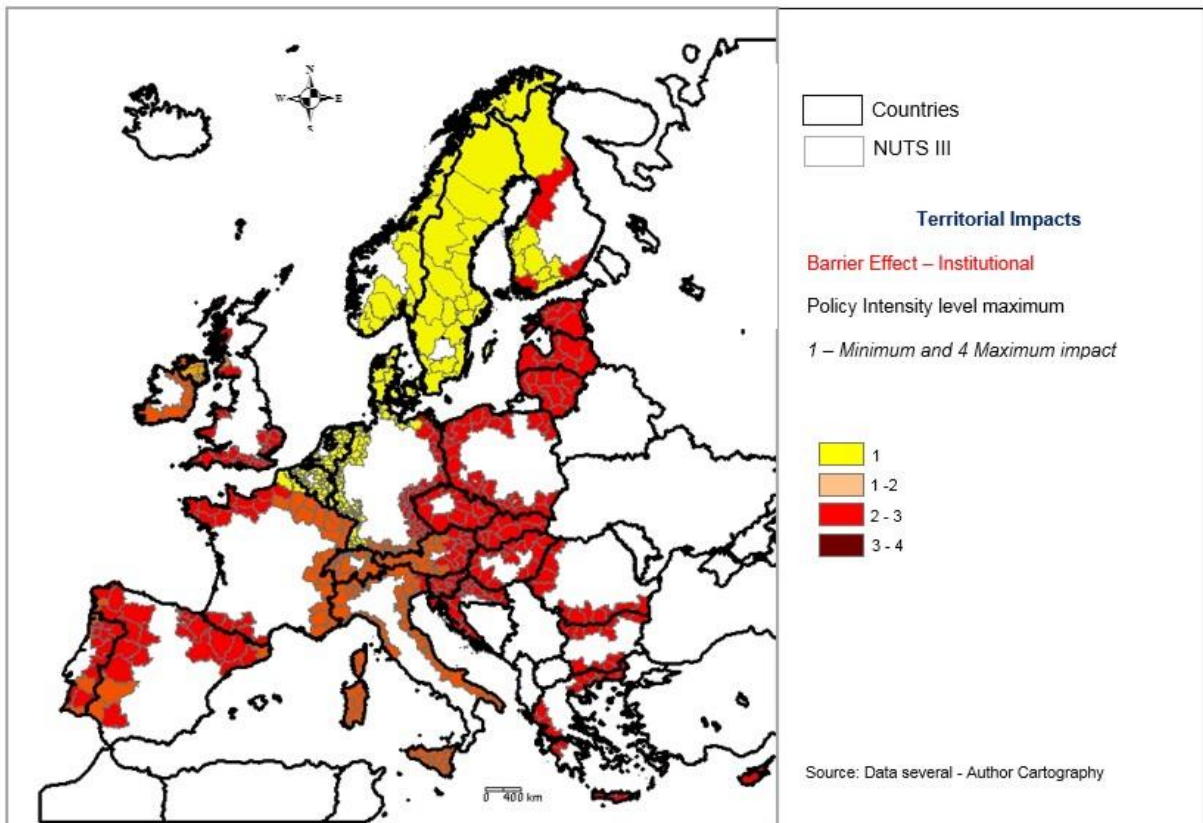 N
W E
S
0 400 km
Countries
NUTS III
Territorial Impacts
Barrier Effect – Institutional
Policy Intensity level maximum
1 – Minimum and 4 Maximum impact
1
1 -2
2 - 3
3 - 4
Source: Data several - Author Cartography